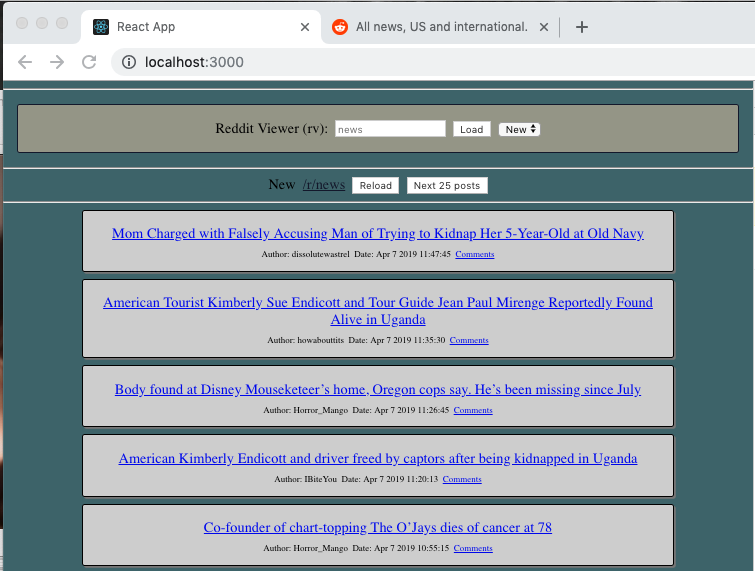 React App
All news, US and international.
localhost:3000
Reddit Viewer (rv): news Load New
New /r/news Reload Next 25 posts
Mom Charged with Falsely Accusing Man of Trying to Kidnap Her 5-Year-Old at Old Navy
Author: dissolutewastrel Date: Apr 7 2019 11:47:45 Comments
American Tourist Kimberly Sue Endicott and Tour Guide Jean Paul Mirenge Reportedly Found
Alive in Uganda
Author: howabouttits Date: Apr 7 2019 11:35:30 Comments
Body found at Disney Mouseketeer’s home, Oregon cops say. He’s been missing since July
Author: Horror_Mango Date: Apr 7 2019 11:26:45 Comments
American Kimberly Endicott and driver freed by captors after being kidnapped in Uganda
Author: IBiteYou Date: Apr 7 2019 11:20:13 Comments
Co-founder of chart-topping The O’Jays dies of cancer at 78
Author: Horror_Mango Date: Apr 7 2019 10:55:15 Comments